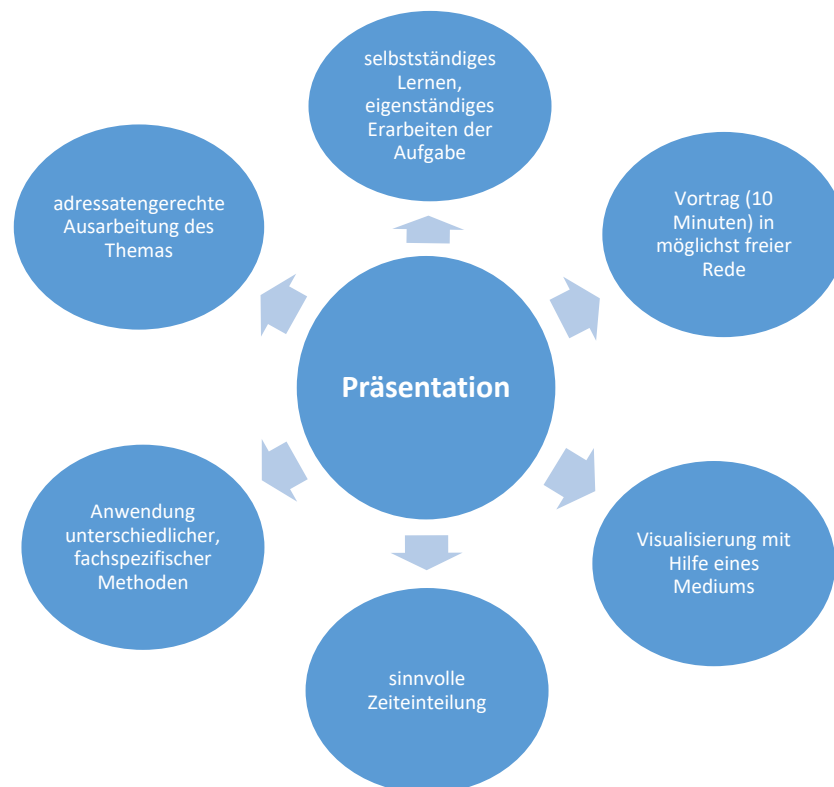 selbstständiges
Lernen,
eigenständiges
Erarbeiten der
Aufgabe
Vortrag (10
Minuten) in
möglichst freier
Rede
Visualisierung mit
Hilfe eines
Mediums
sinnvolle
Zeiteinteilung
Anwendung
unterschiedlicher,
fachspezifischer
Methoden
adressatengerechte
Ausarbeitung des
Themas
Präsentation